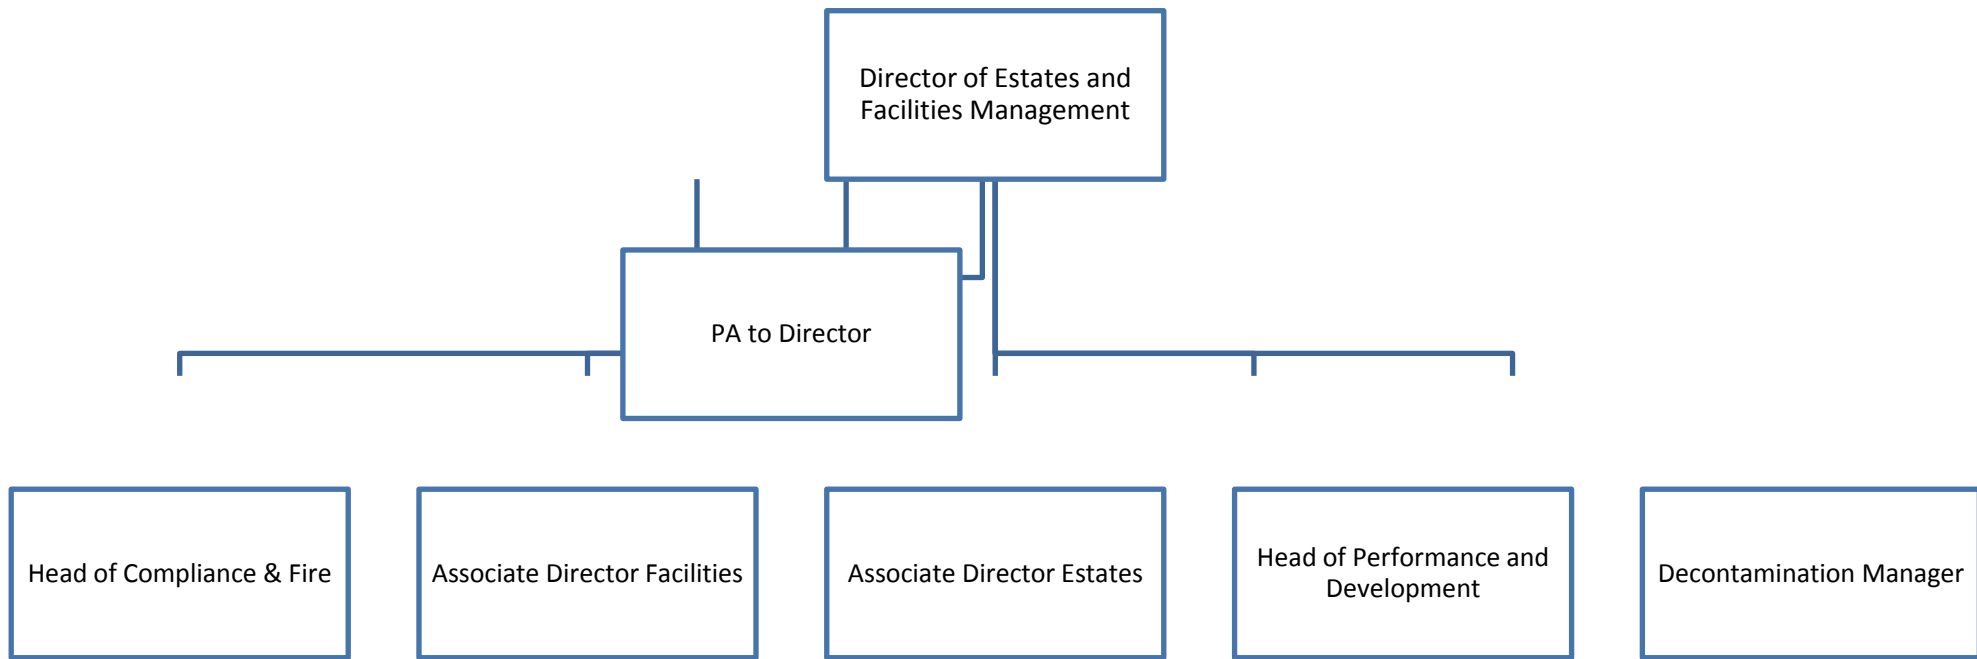 Director of Estates and
Facilities Management
PA to Director
Head of Compliance & Fire
Associate Director Facilities
Associate Director Estates
Head of Performance and
Development
Decontamination Manager